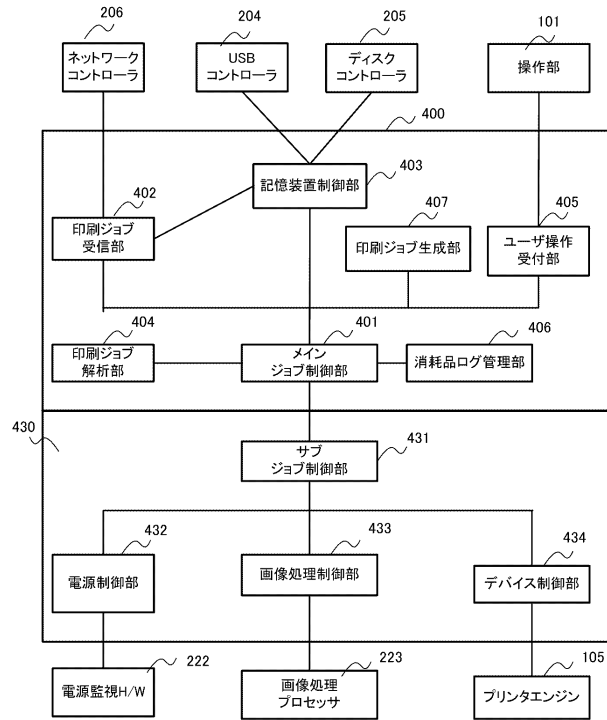 206
ネットワーク
コントローラ
204
USB
コントローラ
205
ディスク
コントローラ
101
操作部
400
402
印刷ジョブ
受信部
403
記憶装置制御部
407
印刷ジョブ生成部
405
ユーザ操作
受付部
404
印刷ジョブ
解析部
401
メイン
ジョブ制御部
406
消耗品ログ管理部
430
431
サブ
ジョブ制御部
432
電源制御部
433
画像処理制御部
434
デバイス制御部
222
電源監視H/W
223
画像処理
プロセッサ
105
プリンタエンジン